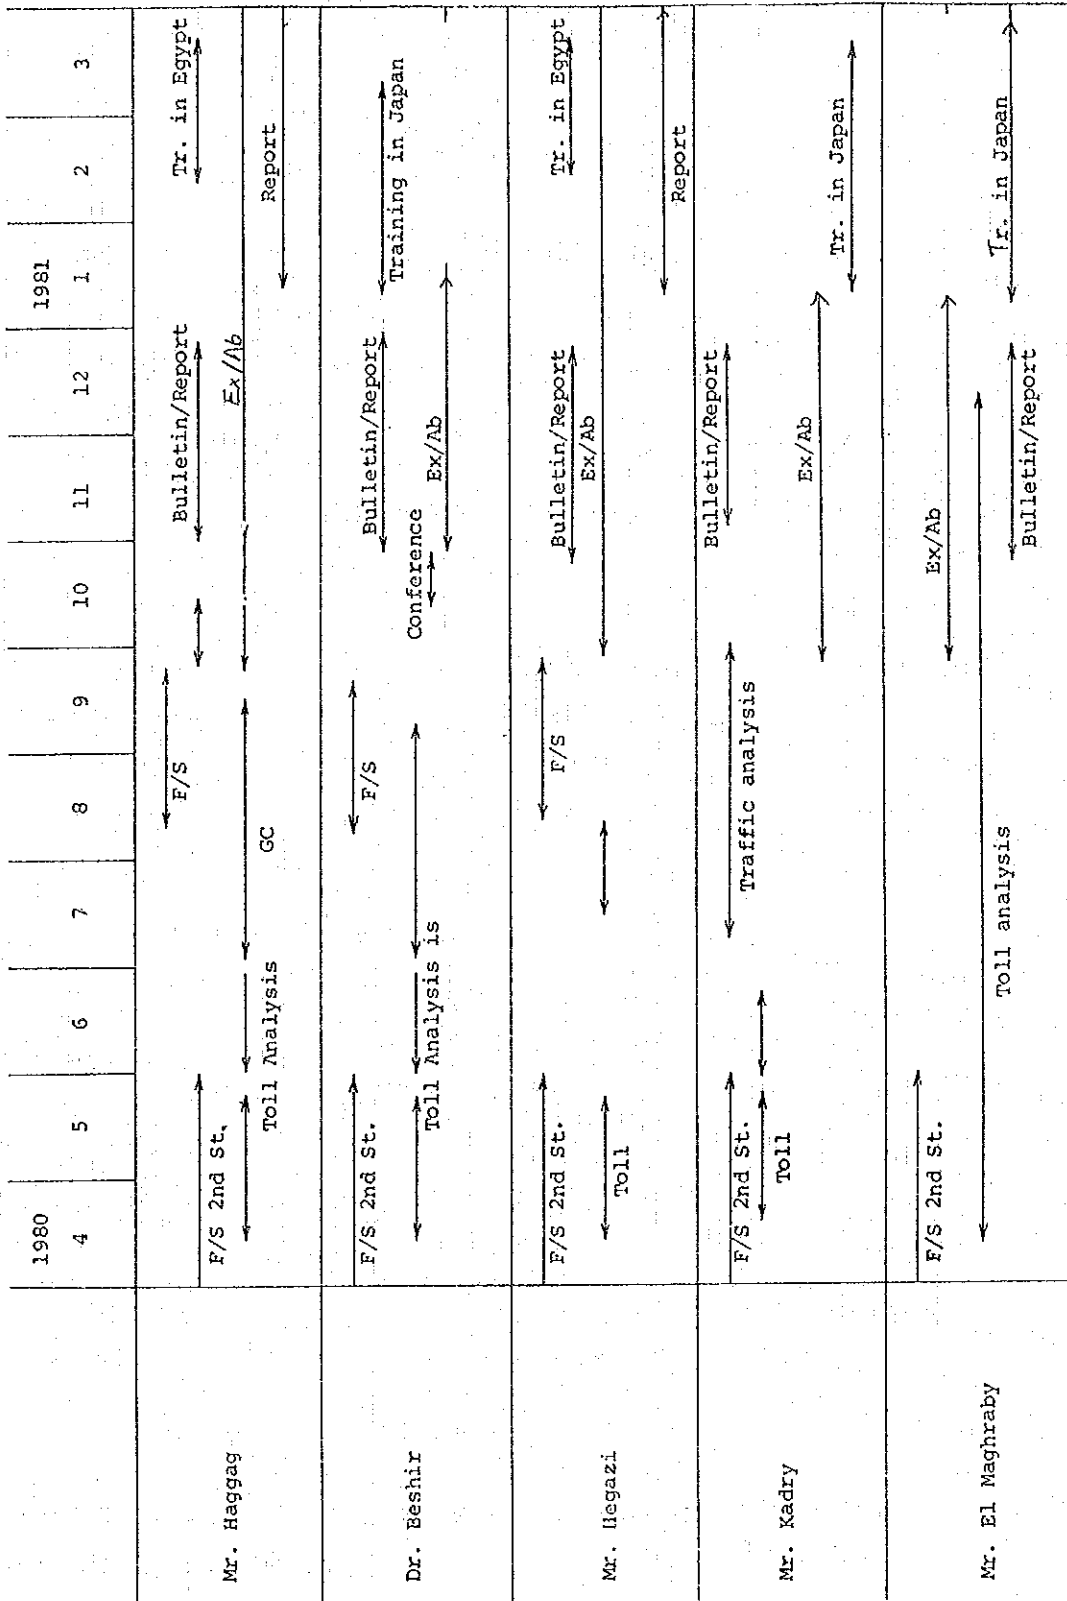 1980 1981
4 5 6 7 8 9 10 11 12 1 2 3
Mr. Haggag
F/S 2nd St.
Toll Analysis
GC
F/S
Bulletin/Report
Ex/Ab
Report
Tr. in Egypt
Dr. Beshir
F/S 2nd St.
Toll Analysis is
F/S
Conference
Bulletin/Report
Ex/Ab
Training in Japan
Mr. Hegazi
F/S 2nd St.
Toll
F/S
Bulletin/Report
Ex/Ab
Report
Tr. in Egypt
Mr. Kadry
F/S 2nd St.
Toll
Traffic analysis
Bulletin/Report
Ex/Ab
Tr. in Japan
Mr. El Maghraby
F/S 2nd St.
Toll analysis
Ex/Ab
Bulletin/Report
Tr. in Japan